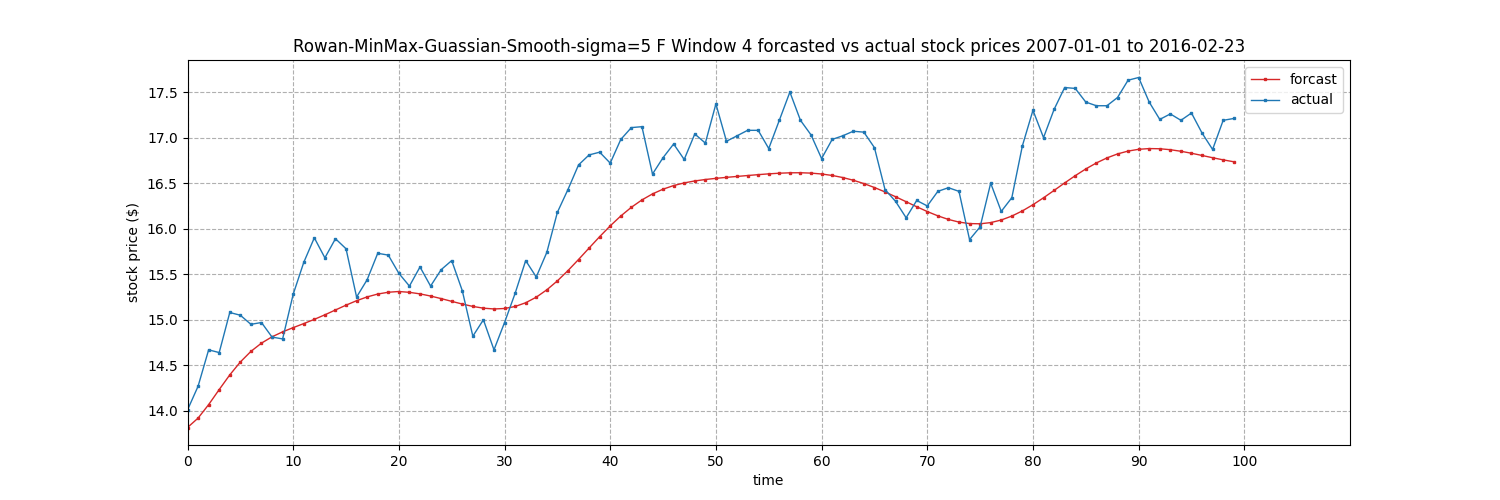 Rowan-MinMax-Guassian-Smooth-sigma=5 F Window 4 forcasted vs actual stock prices 2007-01-01 to 2016-02-23
forcast
actual
17.5
17.0
16.5
16.0
15.5
15.0
14.5
14.0
stock price ($)
0 10 20 30 40 50 60 70 80 90 100
time